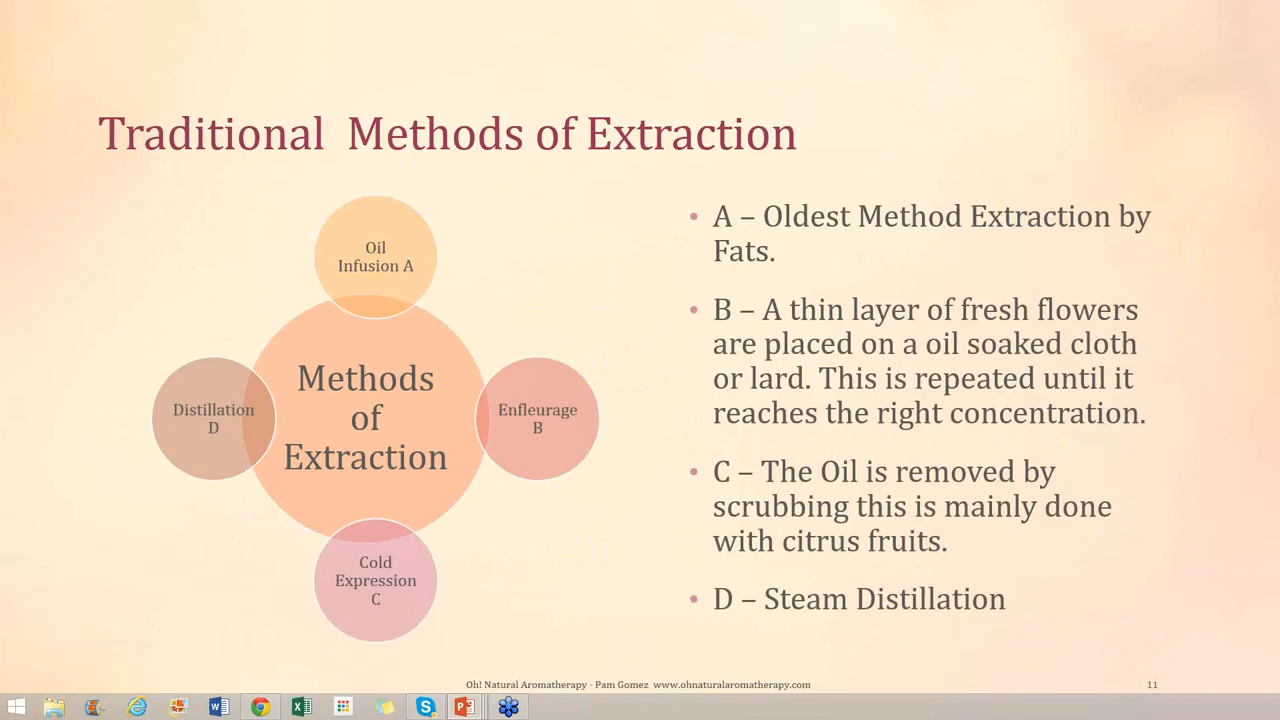 Traditional  Methods of Extraction
Oil
Infusion A
Methods
of
Extraction
Distillation
D
Enfleurage
B
Cold
Expression
C
• A – Oldest Method Extraction by
Fats.
• B – A thin layer of fresh flowers
are placed on a oil soaked cloth
or lard. This is repeated until it
reaches the right concentration.
• C – The Oil is removed by
scrubbing this is mainly done
with citrus fruits.
• D – Steam Distillation
Oh! Natural Aromatherapy - Pam Gomez  www.ohnaturalaromatherapy.com
11